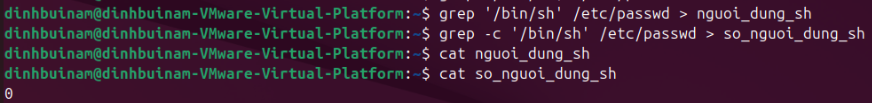 dinhbuinam@dinhbuinam-VMware-Virtual-Platform:~$ grep '/bin/sh' /etc/passwd > nguoi_dung_sh
dinhbuinam@dinhbuinam-VMware-Virtual-Platform:~$ grep -c '/bin/sh' /etc/passwd > so_nguoi_dung_sh
dinhbuinam@dinhbuinam-VMware-Virtual-Platform:~$ cat nguoi_dung_sh
dinhbuinam@dinhbuinam-VMware-Virtual-Platform:~$ cat so_nguoi_dung_sh
0